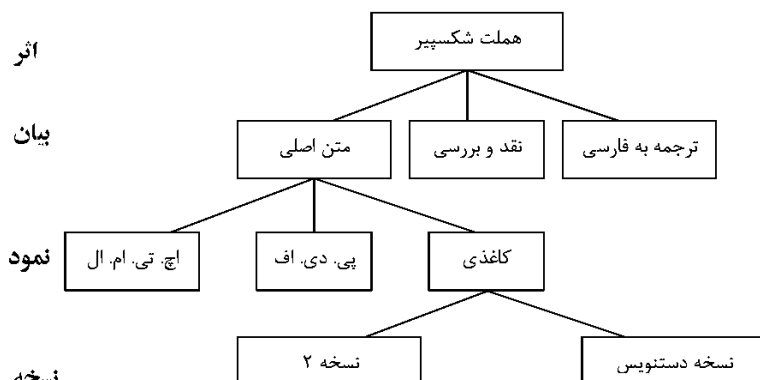 اثر
هملت شکسپیر
بیان
ترجمه به فارسی
نقد و بررسی
متن اصلی
نمود
کاغذی
پی. دی. اف
اچ. تی. ام. ال
نسخه
نسخه دستنویس
نسخه ۲